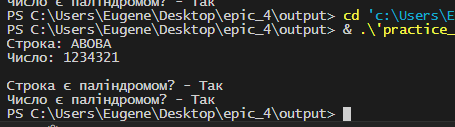 Число є паліндромом? - Так
PS C:\Users\Eugene\Desktop\epic_4\output> cd 'c:\Users\E
PS C:\Users\Eugene\Desktop\epic_4\output> & .\'practice_
Строка: ABOBA
Число: 1234321
Строка є паліндромом? - Так
Число є паліндромом? - Так
PS C:\Users\Eugene\Desktop\epic_4\output>